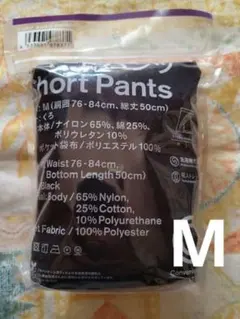 Short Pants
M(胴囲76-84cm、総丈50cm)
くろ
本体/ナイロン65%、綿25%、
ポリウレタン10%
ポケット袋布/ポリエステル100%
Waist 76-84cm,
Bottom Length 50cm)
Black
Body/65% Nylon,
25% Cotton,
10% Polyurethane
Fabric/100% Polyester
M